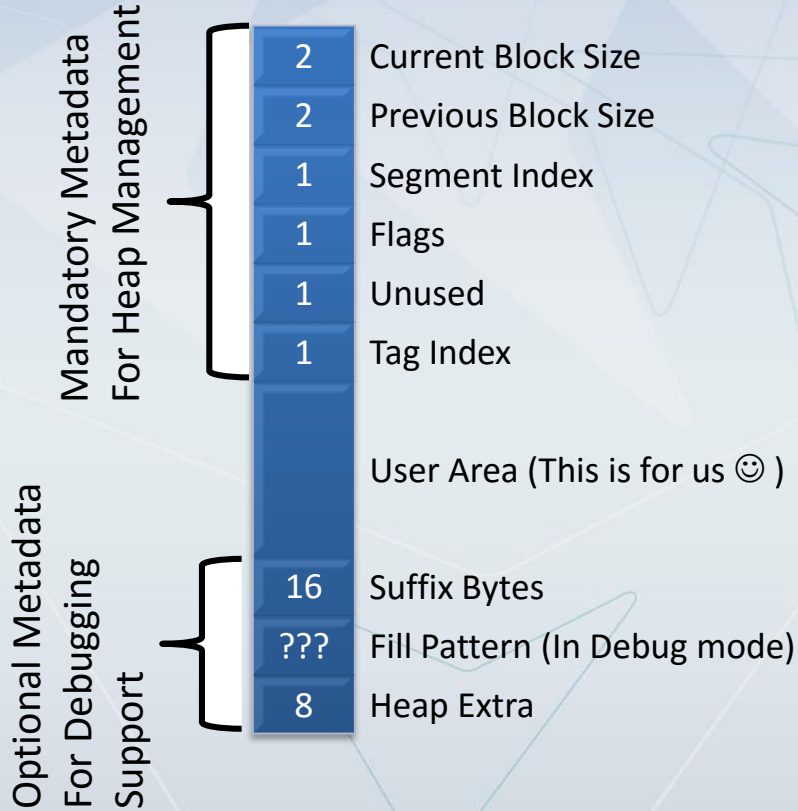 Mandatory Metadata
For Heap Management
2 Current Block Size
2 Previous Block Size
1 Segment Index
1 Flags
1 Unused
1 Tag Index
User Area (This is for us ☺ )
Optional Metadata
For Debugging
Support
16 Suffix Bytes
??? Fill Pattern (In Debug mode)
8 Heap Extra